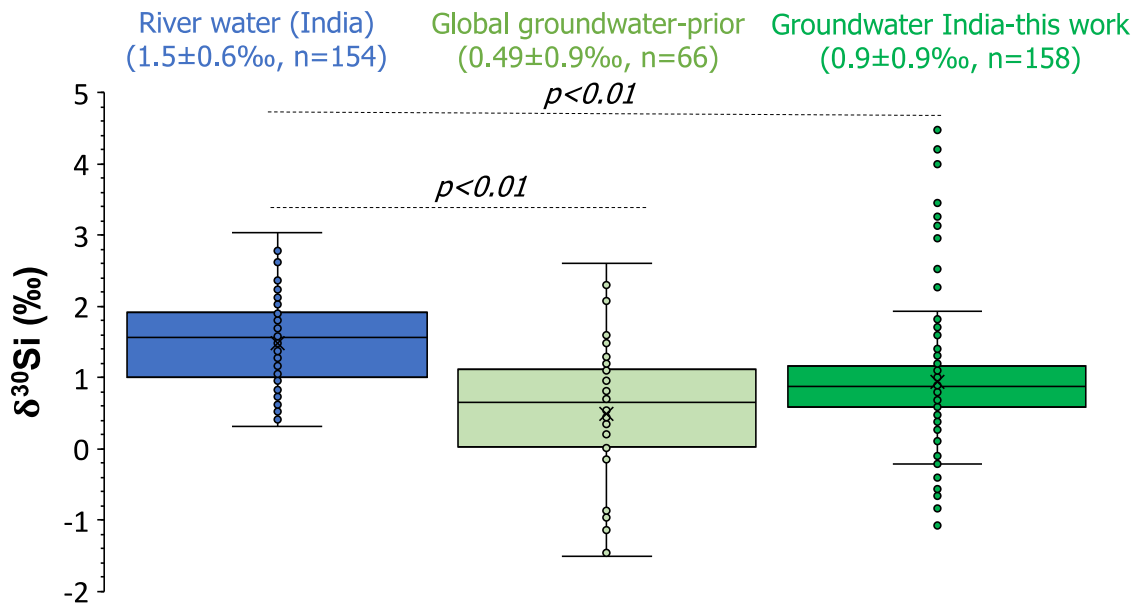 River water (India)
(1.5±0.6‰, n=154)
Global groundwater-prior
(0.49±0.9‰, n=66)
Groundwater India-this work
(0.9±0.9‰, n=158)
p<0.01
p<0.01
δ³⁰Si (‰)
5
4
3
2
1
0
-1
-2